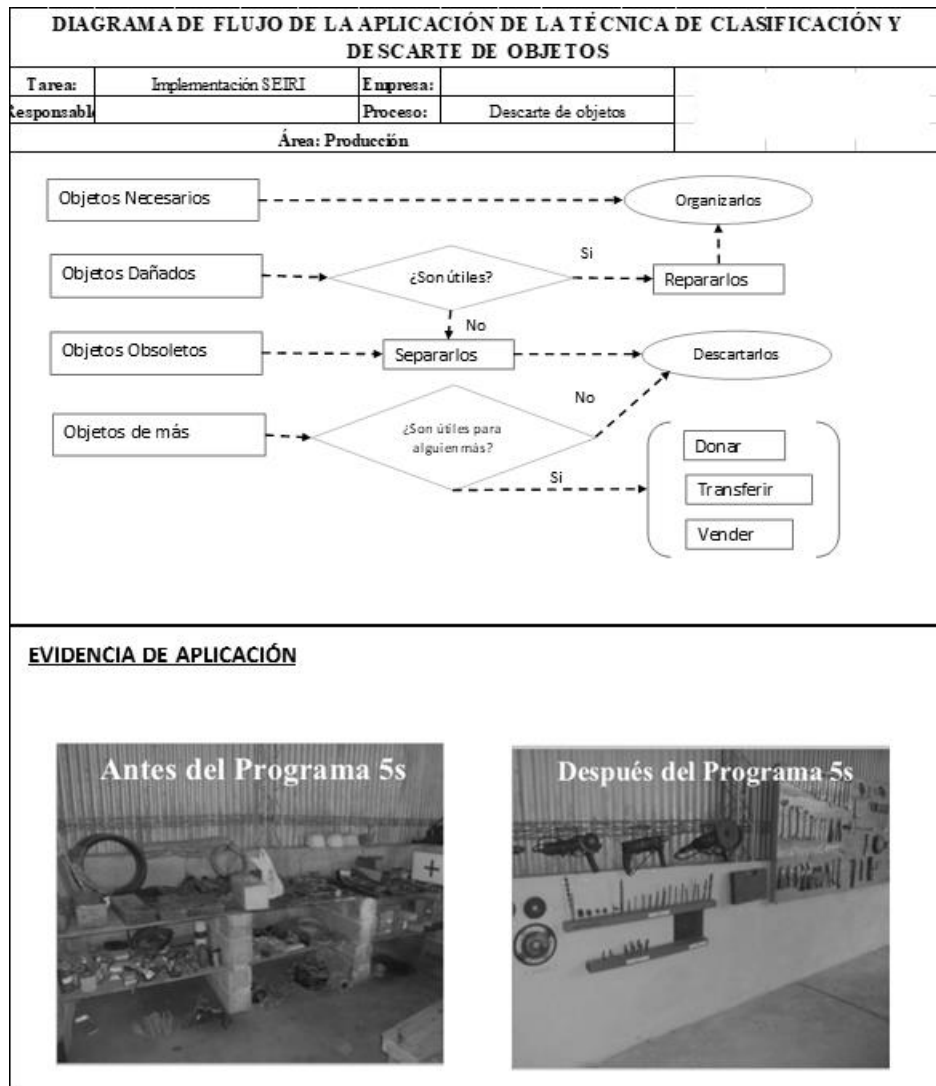 DIAGRAMA DE FLUJO DE LA APLICACIÓN DE LA TÉCNICA DE CLASIFICACIÓN Y
DESCARTE DE OBJETOS
Tarea: Implementación SEIRI Empresa:
Responsable Proceso: Descarte de objetos
Área: Producción
Objetos Necesarios
Organizarlos
Objetos Dañados
¿Son útiles?
Si
Repararlos
No
Objetos Obsoletos
Separarlos
Descartarlos
Objetos de más
¿Son útiles para
alguien más?
No
Si
Donar
Transferir
Vender
EVIDENCIA DE APLICACIÓN
Antes del Programa 5s
Después del Programa 5s